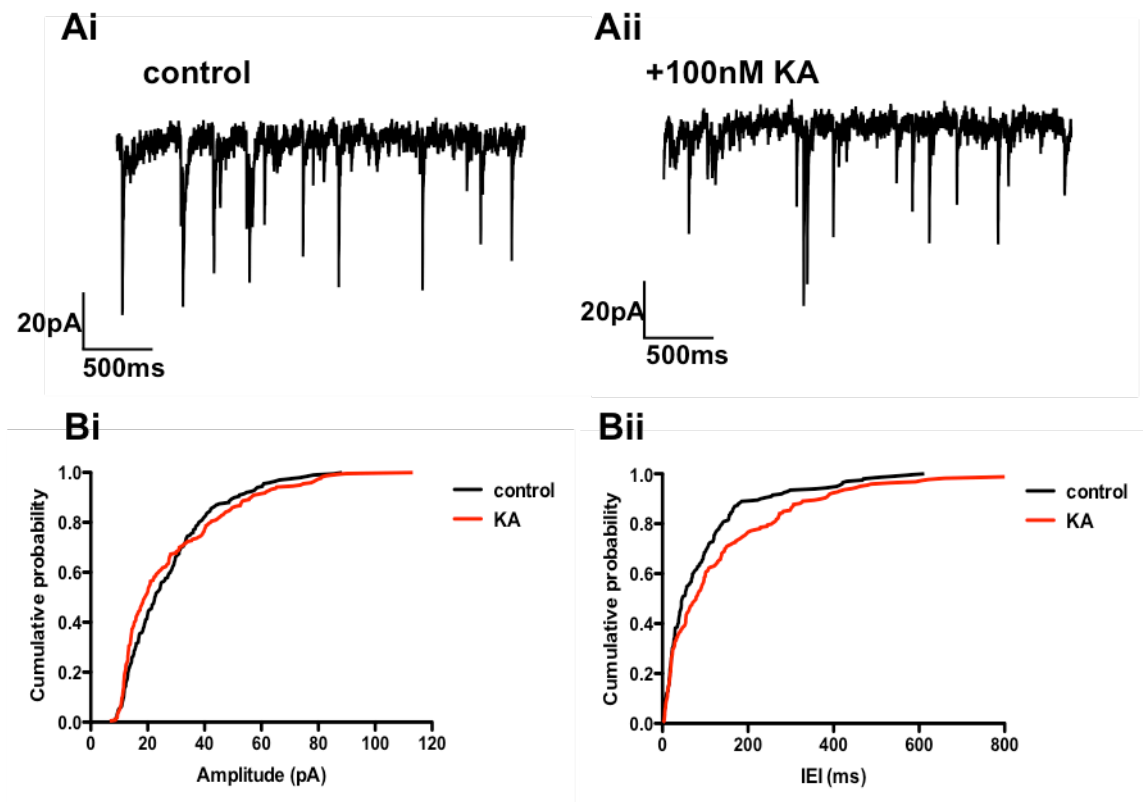 Ai
control
20pA
500ms
Aii
+100nM KA
20pA
500ms
Bi
Cumulative probability
1.0
0.8
0.6
0.4
0.2
0.0
0 20 40 60 80 100 120
Amplitude (pA)
control
KA
Bii
Cumulative probability
1.0
0.8
0.6
0.4
0.2
0.0
0 200 400 600 800
IEI (ms)
control
KA